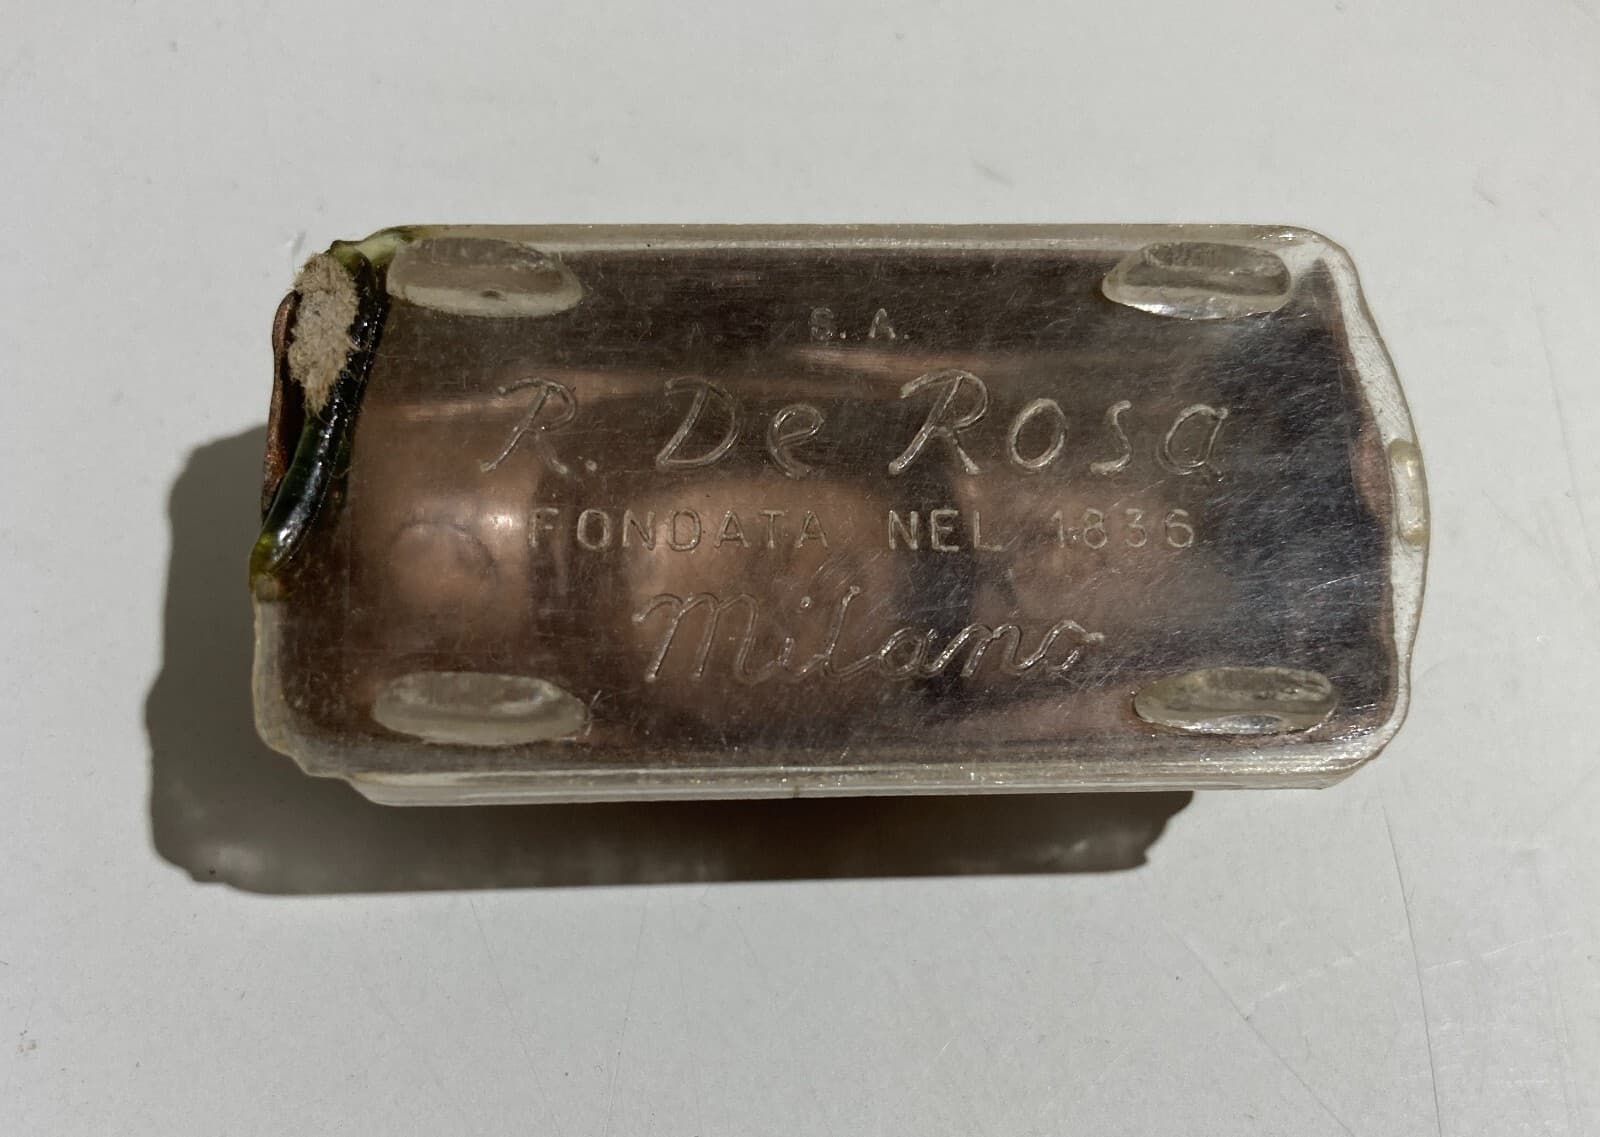 S. A.
R. De Rosa
FONDATA NEL 1836
Milano